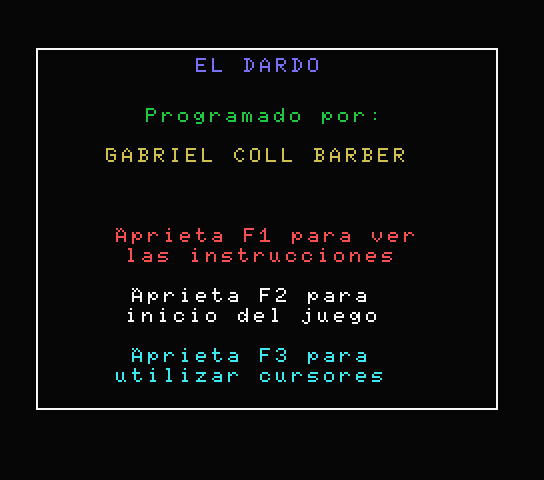 EL DARDO
Programado por:
GABRIEL COLL BARBER
Aprieta F1 para ver
las instrucciones
Aprieta F2 para
inicio del juego
Aprieta F3 para
utilizar cursores